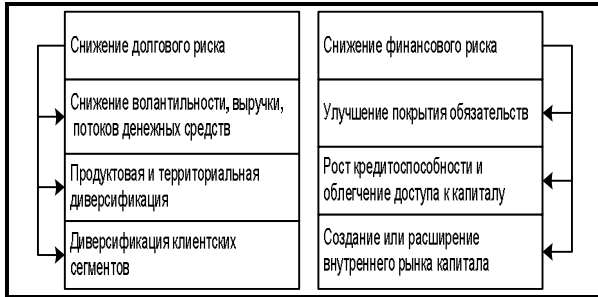 Снижение долгового риска
Снижение волантильности, выручки,
потоков денежных средств
Продуктовая и территориальная
диверсификация
Диверсификация клиентских
сегментов
Снижение финансового риска
Улучшение покрытия обязательств
Рост кредитоспособности и
облегчение доступа к капиталу
Создание или расширение
внутреннего рынка капитала